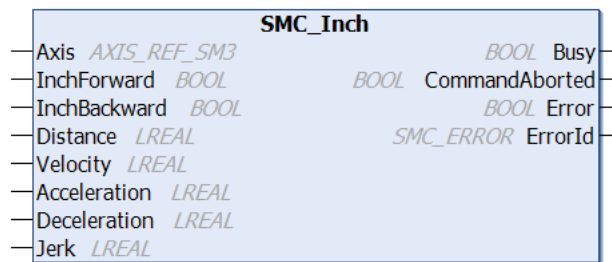 SMC_Inch
Axis AXIS_REF_SM3 BOOL Busy
InchForward BOOL BOOL CommandAborted
InchBackward BOOL BOOL Error
Distance LREAL SMC_ERROR ErrorId
Velocity LREAL
Acceleration LREAL
Deceleration LREAL
Jerk LREAL